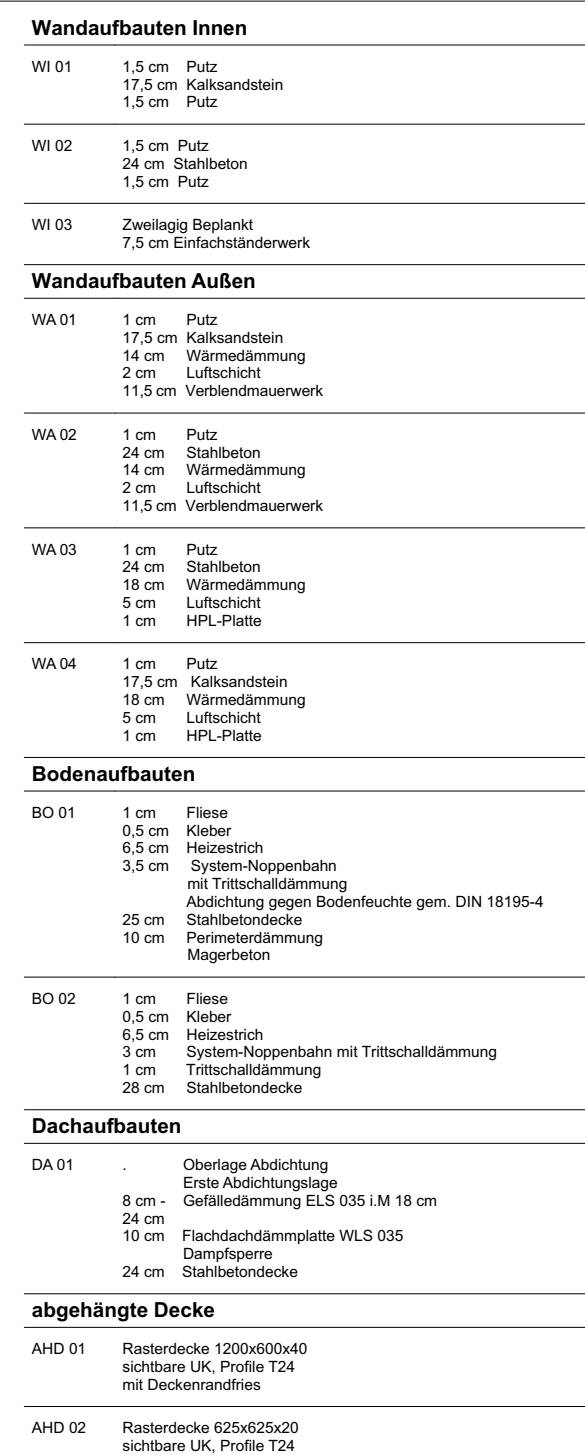 Wandaufbauten Innen
WI 01 1,5 cm Putz
17,5 cm Kalksandstein
1,5 cm Putz
WI 02 1,5 cm Putz
24 cm Stahlbeton
1,5 cm Putz
WI 03 Zweilagig Beplankt
7,5 cm Einfachständerwerk
Wandaufbauten Außen
WA 01 1 cm Putz
17,5 cm Kalksandstein
14 cm Wärmedämmung
2 cm Luftschicht
11,5 cm Verblendmauerwerk
WA 02 1 cm Putz
24 cm Stahlbeton
14 cm Wärmedämmung
2 cm Luftschicht
11,5 cm Verblendmauerwerk
WA 03 1 cm Putz
24 cm Stahlbeton
18 cm Wärmedämmung
5 cm Luftschicht
1 cm HPL-Platte
WA 04 1 cm Putz
17,5 cm Kalksandstein
18 cm Wärmedämmung
5 cm Luftschicht
1 cm HPL-Platte
Bodenaufbauten
BO 01 1 cm Fliese
0,5 cm Kleber
6,5 cm Heizestrich
3,5 cm System-Noppenbahn
mit Trittschalldämmung
Abdichtung gegen Bodenfeuchte gem. DIN 18195-4
25 cm Stahlbetondecke
10 cm Perimeterdämmung
Magerbeton
BO 02 1 cm Fliese
0,5 cm Kleber
6,5 cm Heizestrich
3 cm System-Noppenbahn mit Trittschalldämmung
1 cm Trittschalldämmung
28 cm Stahlbetondecke
Dachaufbauten
DA 01 . Oberlage Abdichtung
Erste Abdichtungslage
8 cm - Gefälledämmung ELS 035 i.M 18 cm
24 cm
10 cm Flachdachdämmplatte WLS 035
Dampfsperre
24 cm Stahlbetondecke
abgehängte Decke
AHD 01 Rasterdecke 1200x600x40
sichtbare UK, Profile T24
mit Deckenrandfries
AHD 02 Rasterdecke 625x625x20
sichtbare UK, Profile T24